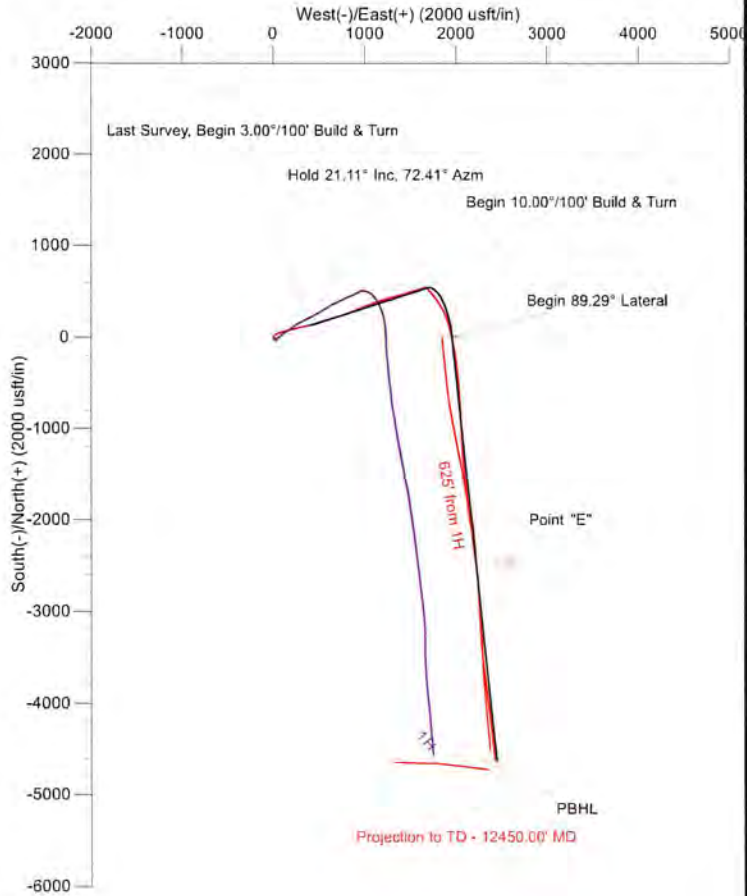 West(-)/East(+) (2000 usft/in)
-2000 -1000 0 1000 2000 3000 4000 5000
3000
Last Survey, Begin 3.00°/100' Build & Turn
2000
Hold 21.11° Inc, 72.41° Azm
Begin 10.00°/100' Build & Turn
1000
Begin 89.29° Lateral
0
South(-)/North(+) (2000 usft/in)
-1000
625' from 1H
Point "E"
-2000
-3000
-4000
1H
-5000
PBHL
Projection to TD - 12450.00' MD
-6000